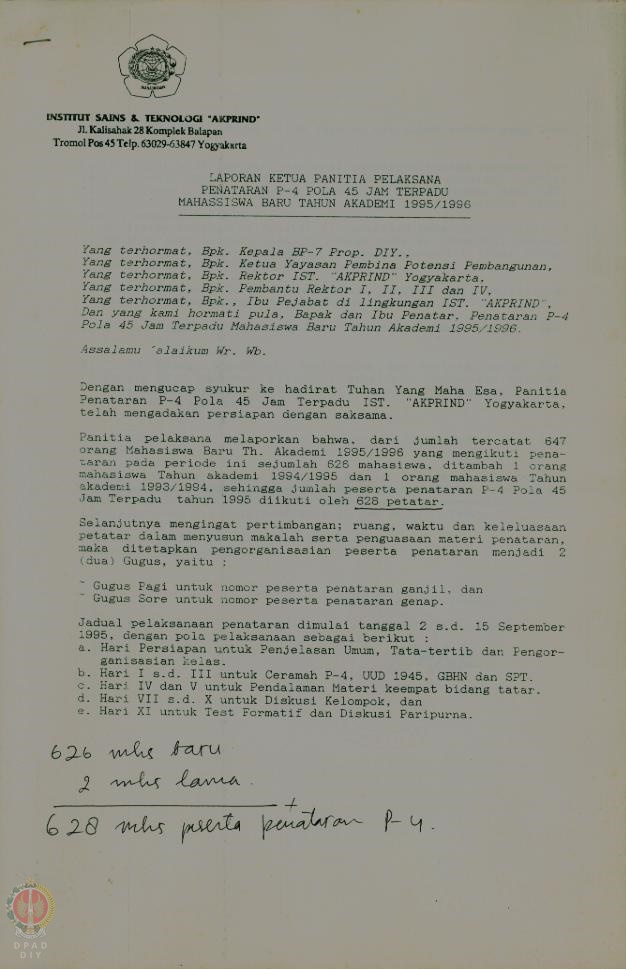 INSTITUT SAINS & TEKNOLOGI "AKPRIND"
Jl. Kalisahak 28 Komplek Balapan
Tromol Pos 45 Telp. 63029-63847 Yogyakarta
LAPORAN KETUA PANITIA PELAKSANA
PENATARAN P-4 POLA 45 JAM TERPADU
MAHASSISWA BARU TAHUN AKADEMI 1995/1996
Yang terhormat, Bpk. Kepala BP-7 Prop. DIY.,
Yang terhormat, Bpk. Ketua Yayasan Pembina Potensi Pembangunan,
Yang terhormat, Bpk. Rektor IST. "AKPRIND" Yogyakarta,
Yang terhormat, Bpk. Pembantu Rektor I, II, III dan IV,
Yang terhormat, Bpk., Ibu Pejabat di lingkungan IST. "AKPRIND",
Dan yang kami hormati pula, Bapak dan Ibu Penatar, Penataran P-4
Pola 45 Jam Terpadu Mahasiswa Baru Tahun Akademi 1995/1996.
Assalamu 'alaikum Wr. Wb.
Dengan mengucap syukur ke hadirat Tuhan Yang Maha Esa, Panitia
Penataran P-4 Pola 45 Jam Terpadu IST. "AKPRIND" Yogyakarta,
telah mengadakan persiapan dengan saksama.
Panitia pelaksana melaporkan bahwa, dari jumlah tercatat 647
orang Mahasiswa Baru Th. Akademi 1995/1996 yang mengikuti pena-
taran pada periode ini sejumlah 626 mahasiswa, ditambah 1 orang
mahasiswa Tahun akademi 1994/1995 dan 1 orang mahasiswa Tahun
akademi 1993/1994, sehingga jumlah peserta penataran P-4 Pola 45
Jam Terpadu tahun 1995 diikuti oleh 628 petatar.
Selanjutnya mengingat pertimbangan; ruang, waktu dan keleluasaan
petatar dalam menyusun makalah serta penguasaan materi penataran,
maka ditetapkan pengorganisasian peserta penataran menjadi 2
(dua) Gugus, yaitu :
~ Gugus Pagi untuk nomor peserta penataran ganjil, dan
~ Gugus Sore untuk nomor peserta penataran genap.
Jadual pelaksanaan penataran dimulai tanggal 2 s.d. 15 September
1995, dengan pola pelaksanaan sebagai berikut :
a. Hari Persiapan untuk Penjelasan Umum, Tata-tertib dan Pengor-
ganisasian kelas.
b. Hari I s.d. III untuk Ceramah P-4, UUD 1945, GBHN dan SPT.
c. Hari IV dan V untuk Pendalaman Materi keempat bidang tatar.
d. Hari VII s.d. X untuk Diskusi Kelompok, dan
e. Hari XI untuk Test Formatif dan Diskusi Paripurna.
626 mhs baru
2 mhs lama.
+
628 mhs peserta penataran P-4.
DPAD
DIY